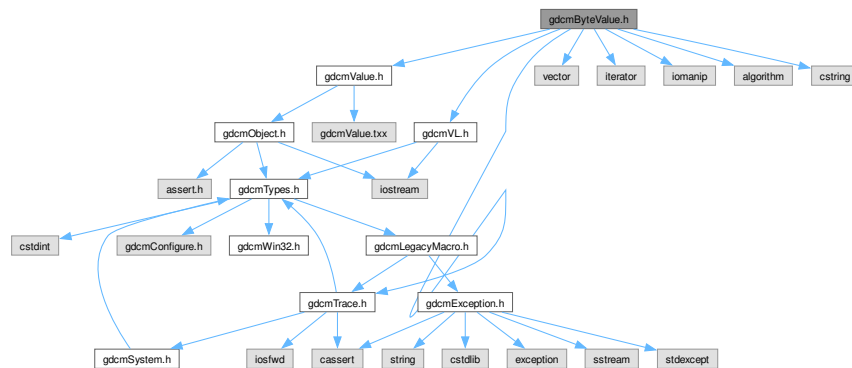 gdcmByteValue.h
gdcmValue.h
vector
iterator
iomanip
algorithm
cstring
gdcmObject.h
gdcmValue.txx
gdcmVL.h
assert.h
gdcmTypes.h
iostream
cstdint
gdcmConfigure.h
gdcmWin32.h
gdcmLegacyMacro.h
gdcmTrace.h
gdcmException.h
gdcmSystem.h
iosfwd
cassert
string
cstdlib
exception
sstream
stdexcept